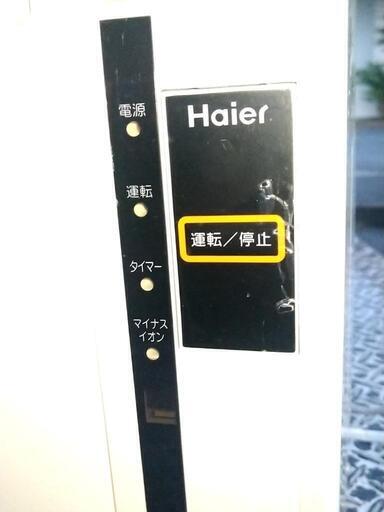 Haier
電源
運転
運転／停止
タイマー
マイナス
イオン